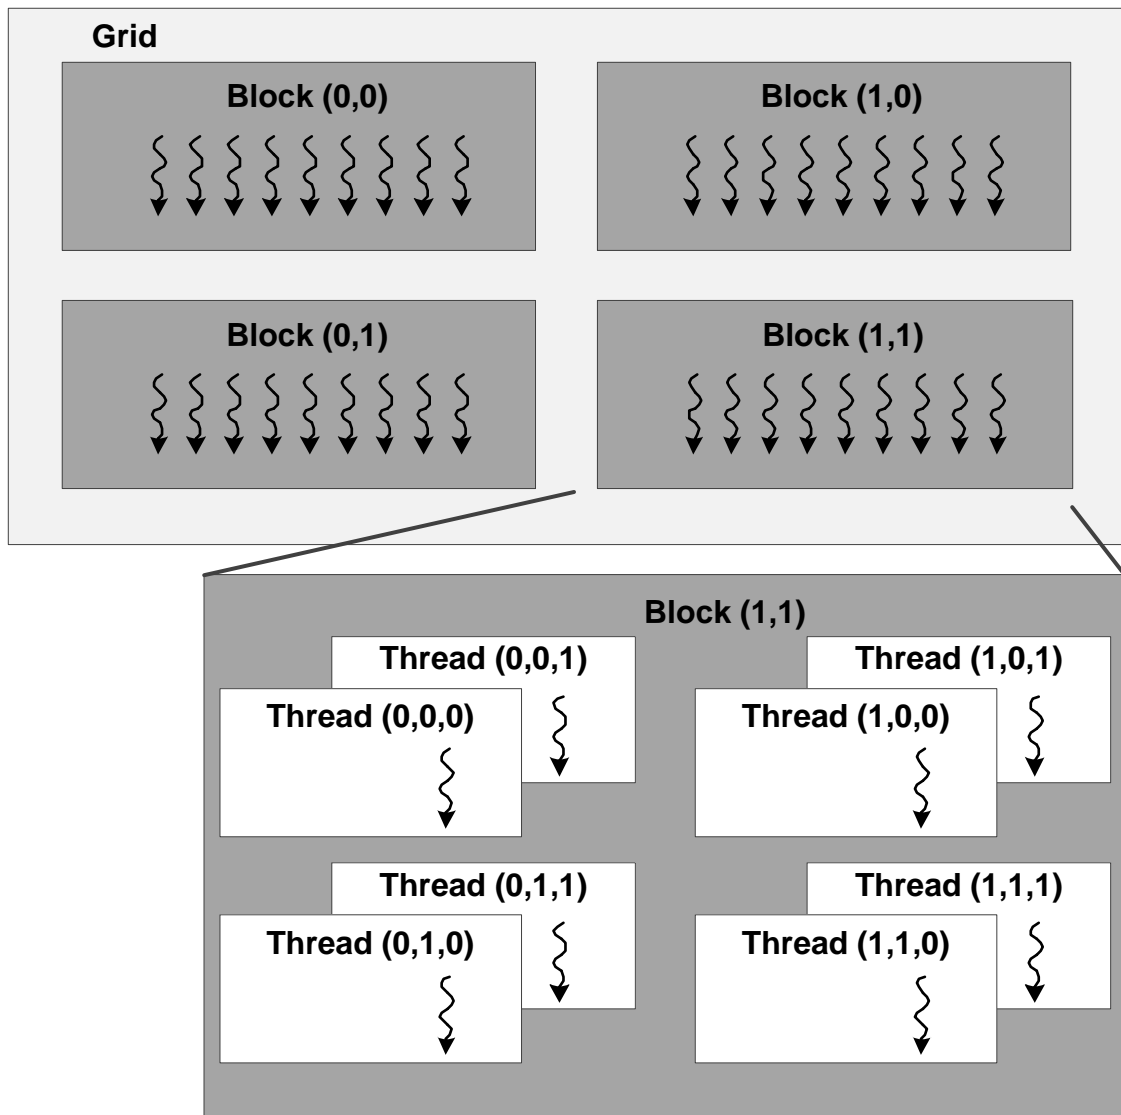 Grid
Block (0,0)
Block (1,0)
Block (0,1)
Block (1,1)
Block (1,1)
Thread (0,0,1)
Thread (1,0,1)
Thread (0,0,0)
Thread (1,0,0)
Thread (0,1,1)
Thread (1,1,1)
Thread (0,1,0)
Thread (1,1,0)